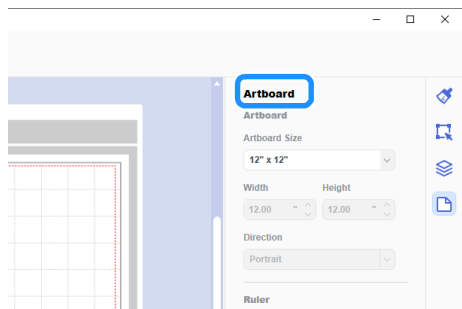 Artboard
Artboard
Artboard Size
12" x 12"
Width Height
12.00 " 12.00 "
Direction
Portrait
Ruler